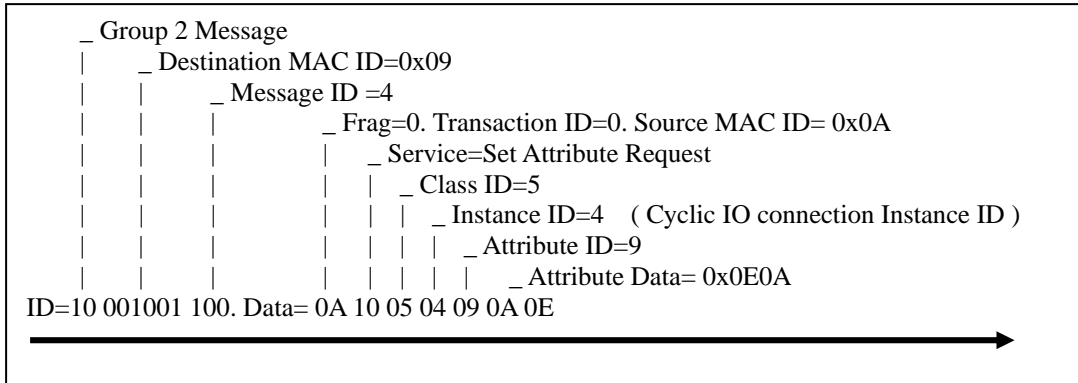 _ Group 2 Message
| _ Destination MAC ID=0x09
| | _ Message ID =4
| | | _ Frag=0. Transaction ID=0. Source MAC ID= 0x0A
| | | | _ Service=Set Attribute Request
| | | | | _ Class ID=5
| | | | | | _ Instance ID=4 ( Cyclic IO connection Instance ID )
| | | | | | | _ Attribute ID=9
| | | | | | | | _ Attribute Data= 0x0E0A
ID=10 001001 100. Data= 0A 10 05 04 09 0A 0E